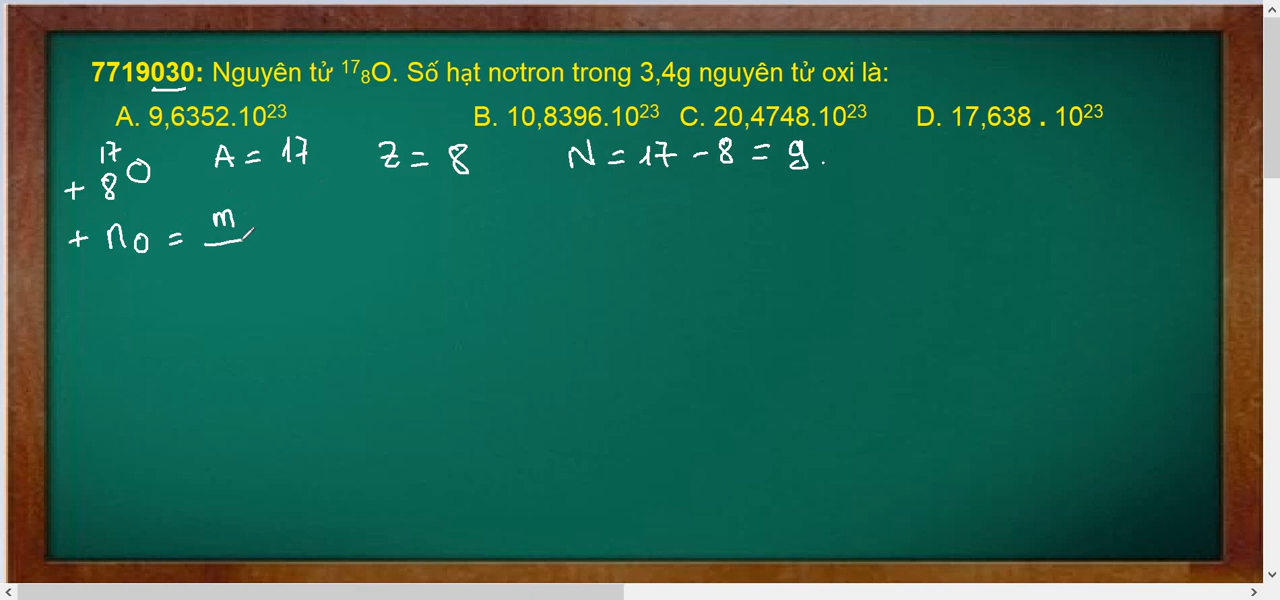 7719030: Nguyên tử ¹⁷₈O. Số hạt nơtron trong 3,4g nguyên tử oxi là:
A. 9,6352.10²³ B. 10,8396.10²³ C. 20,4748.10²³ D. 17,638 . 10²³
+ ¹⁷₈O A = 17 Z = 8 N = 17 - 8 = 9.
+ nO = m